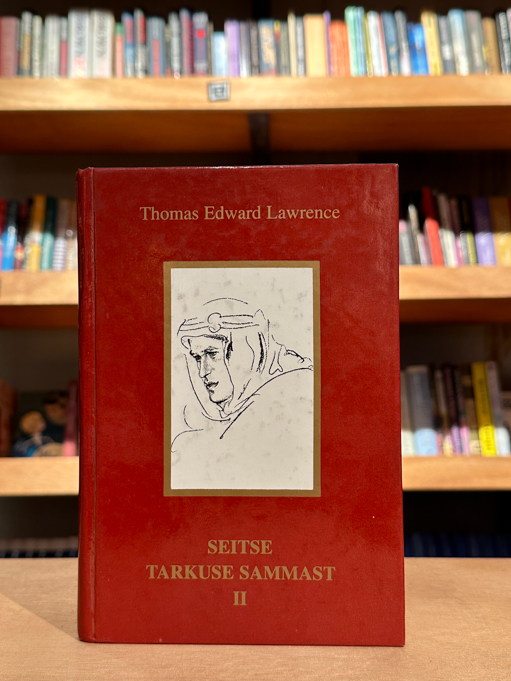 Thomas Edward Lawrence
SEITSE
TARKUSE SAMMAST
II